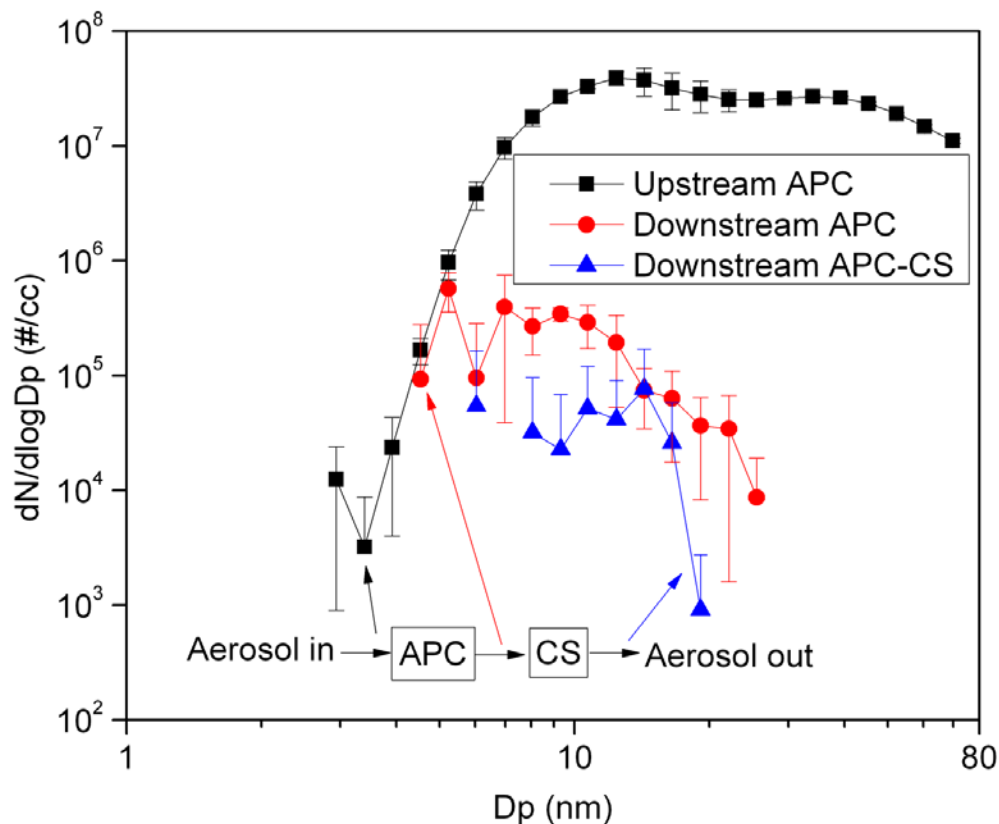 10^8
10^7
10^6
10^5
10^4
10^3
10^2
dN/dlogDp (#/cc)
Upstream APC
Downstream APC
Downstream APC-CS
Aerosol in
APC
CS
Aerosol out
1
10
80
Dp (nm)